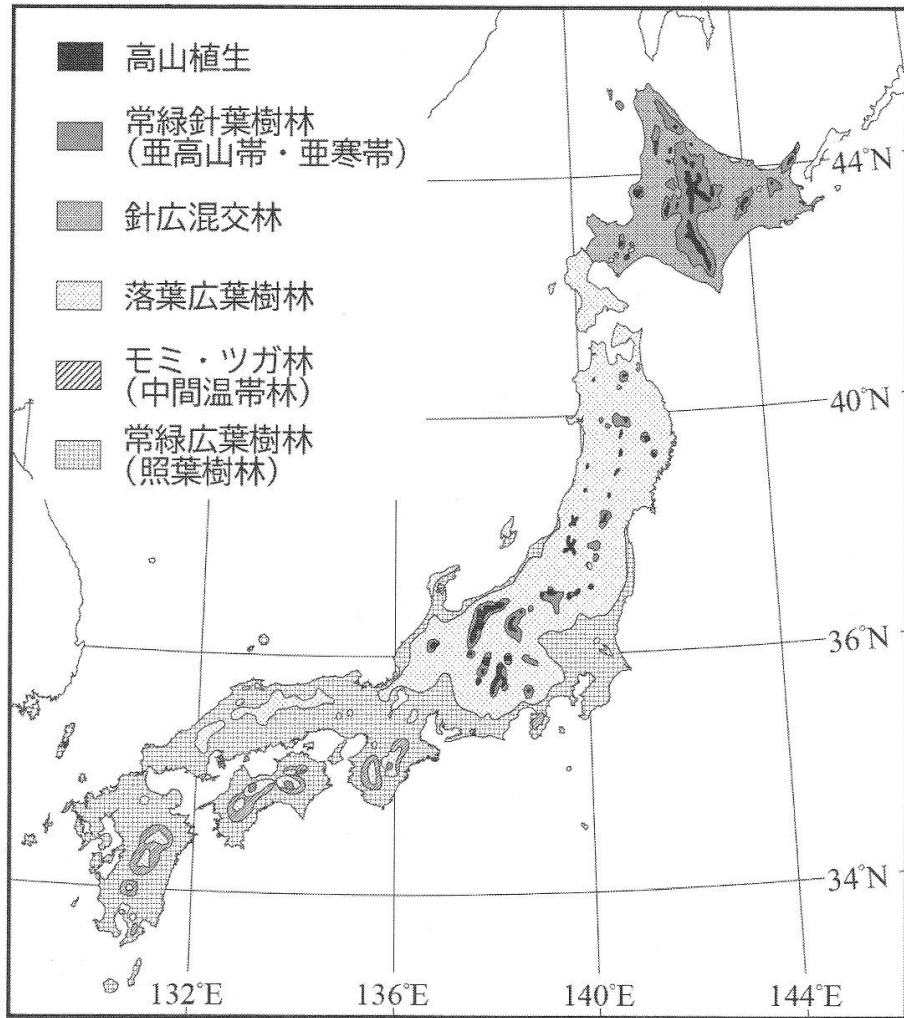 高山植生
常緑針葉樹林
(亜高山帯・亜寒帯)
針広混交林
落葉広葉樹林
モミ・ツガ林
(中間温帯林)
常緑広葉樹林
(照葉樹林)
44°N
40°N
36°N
34°N
132°E
136°E
140°E
144°E